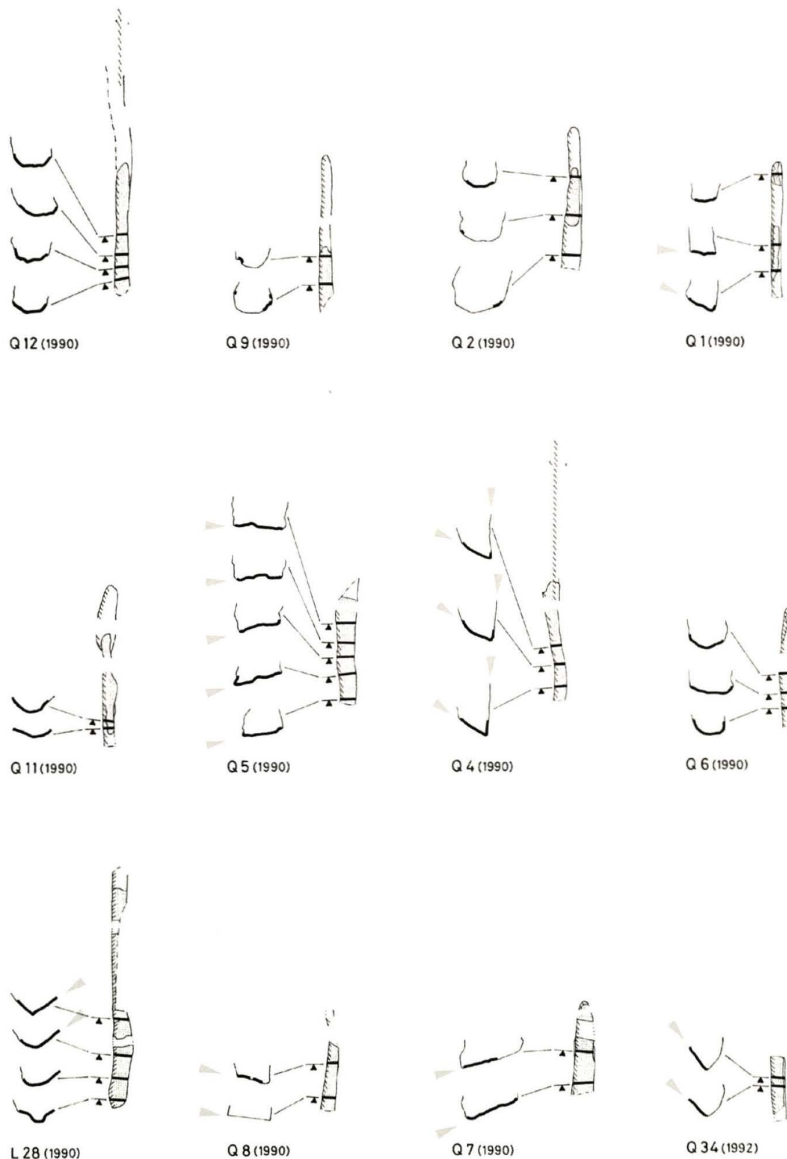 Q 12 (1990)
Q 9 (1990)
Q 2 (1990)
Q 1 (1990)
Q 11 (1990)
Q 5 (1990)
Q 4 (1990)
Q 6 (1990)
L 28 (1990)
Q 8 (1990)
Q 7 (1990)
Q 34 (1992)